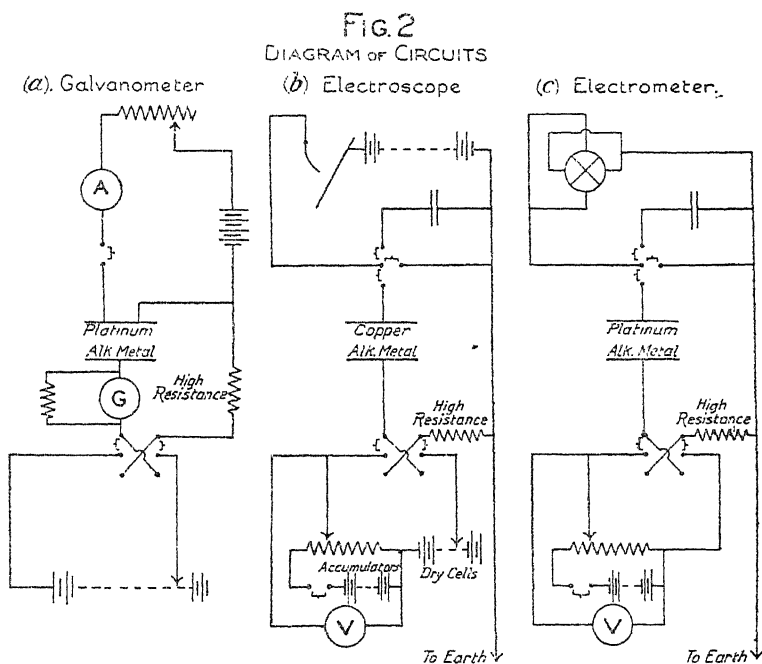 FIG. 2
DIAGRAM OF CIRCUITS
(a). Galvanometer
A
Platinum
Alk. Metal
G
High
Resistance
(b) Electroscope
Copper
Alk. Metal
High
Resistance
Accumulators
Dry Cells
V
To Earth
(c) Electrometer.
Platinum
Alk. Metal
High
Resistance
V
To Earth